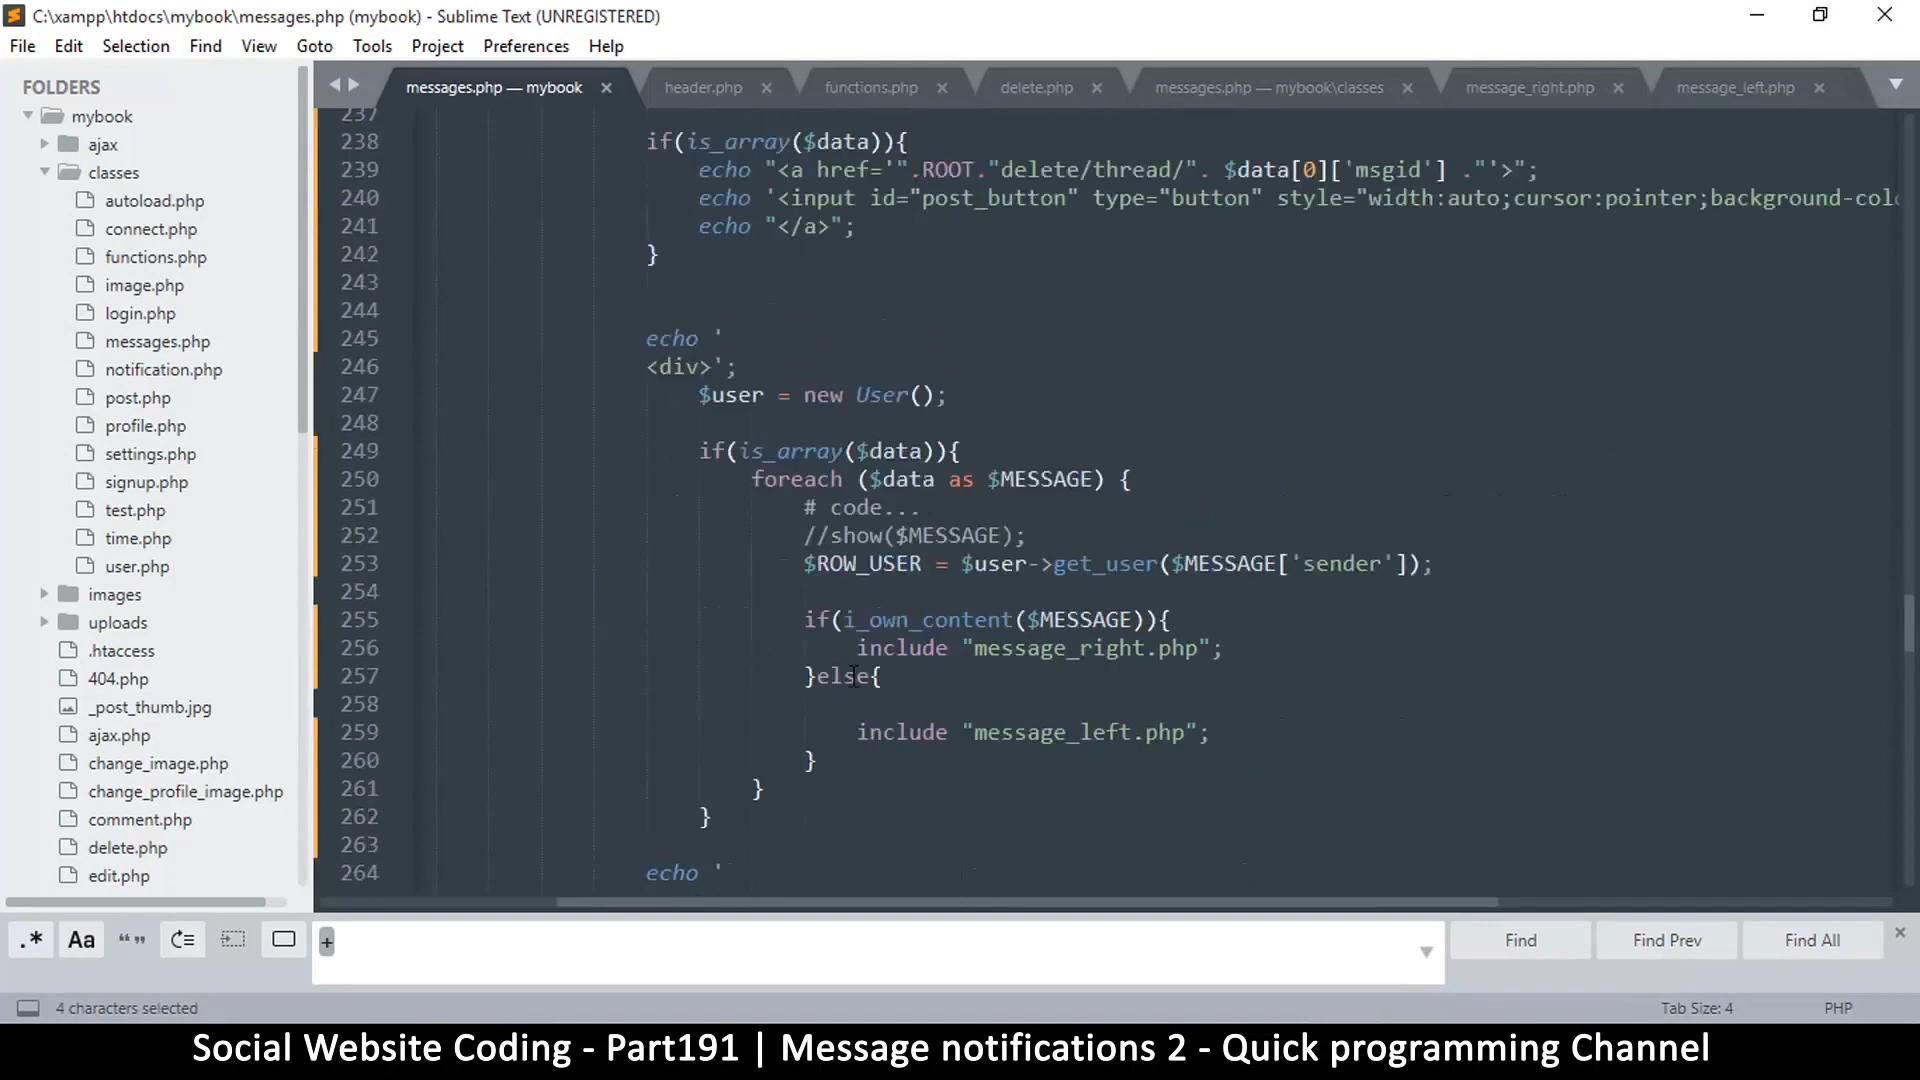 C:\xampp\htdocs\mybook\messages.php (mybook) - Sublime Text (UNREGISTERED)
File Edit Selection Find View Goto Tools Project Preferences Help
FOLDERS
mybook
ajax
classes
autoload.php
connect.php
functions.php
image.php
login.php
messages.php
notification.php
post.php
profile.php
settings.php
signup.php
test.php
time.php
user.php
images
uploads
.htaccess
404.php
_post_thumb.jpg
ajax.php
change_image.php
change_profile_image.php
comment.php
delete.php
edit.php
messages.php — mybook header.php functions.php delete.php messages.php — mybook\classes message_right.php message_left.php
237
238 if(is_array($data)){
239 echo "<a href='".ROOT."delete/thread/". $data[0]['msgid'] ."'>";
240 echo '<input id="post_button" type="button" style="width:auto;cursor:pointer;background-colo
241 echo "</a>";
242 }
243
244
245 echo '
246 <div>';
247 $user = new User();
248
249 if(is_array($data)){
250 foreach ($data as $MESSAGE) {
251 # code...
252 //show($MESSAGE);
253 $ROW_USER = $user->get_user($MESSAGE['sender']);
254
255 if(i_own_content($MESSAGE)){
256 include "message_right.php";
257 }else{
258
259 include "message_left.php";
260 }
261 }
262 }
263
264 echo '
.* Aa “” + Find Find Prev Find All
4 characters selected Tab Size: 4 PHP
Social Website Coding - Part191 | Message notifications 2 - Quick programming Channel